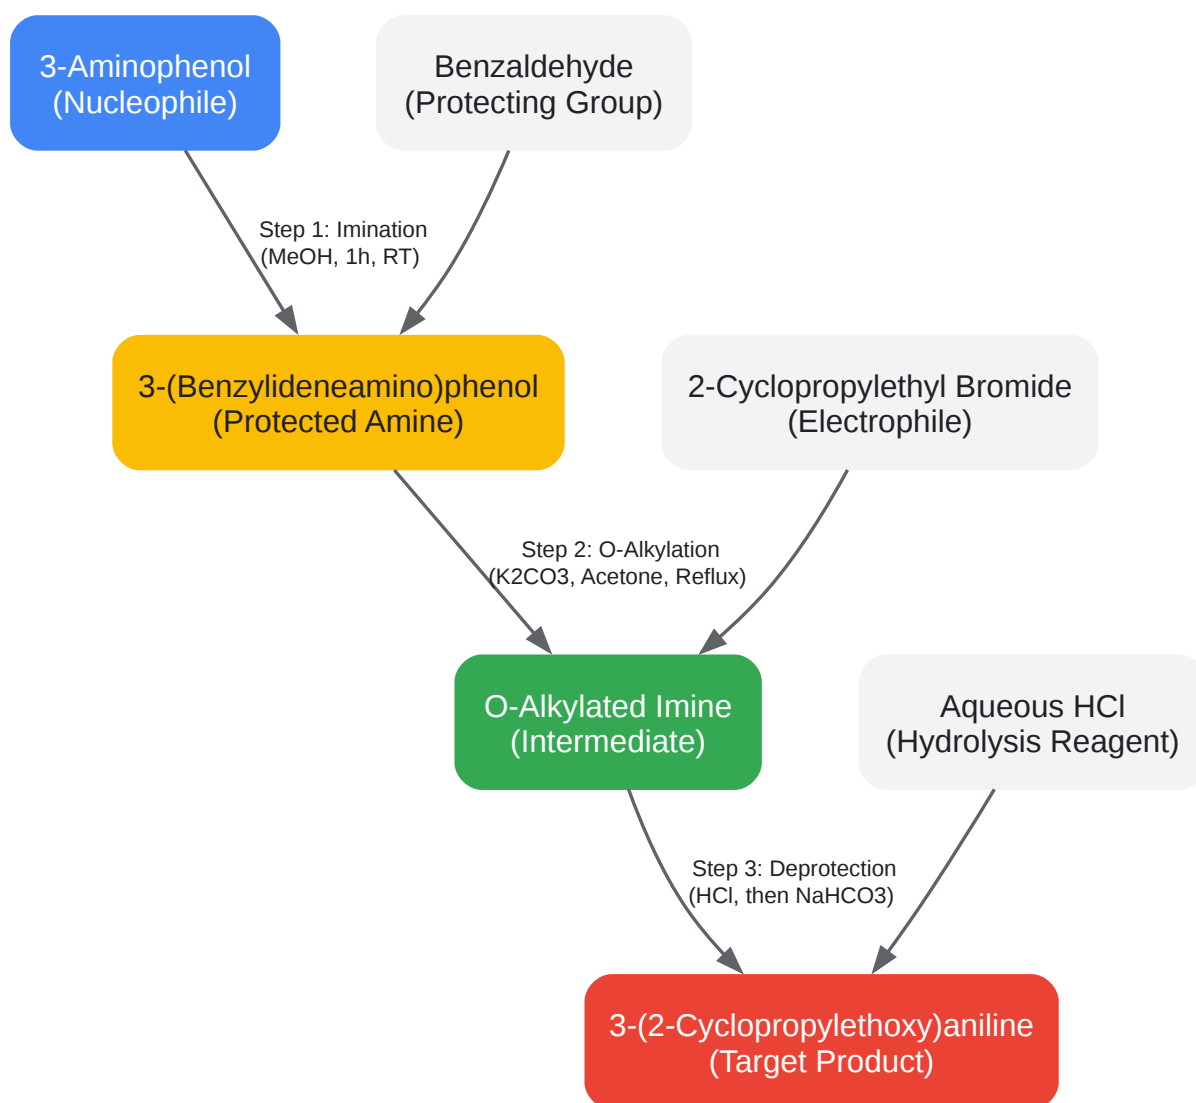 3-Aminophenol
(Nucleophile)
Benzaldehyde
(Protecting Group)
Step 1: Imination
(MeOH, 1h, RT)
3-(Benzylideneamino)phenol
(Protected Amine)
2-Cyclopropylethyl Bromide
(Electrophile)
Step 2: O-Alkylation
(K2CO3, Acetone, Reflux)
O-Alkylated Imine
(Intermediate)
Aqueous HCl
(Hydrolysis Reagent)
Step 3: Deprotection
(HCl, then NaHCO3)
3-(2-Cyclopropylethoxy)aniline
(Target Product)